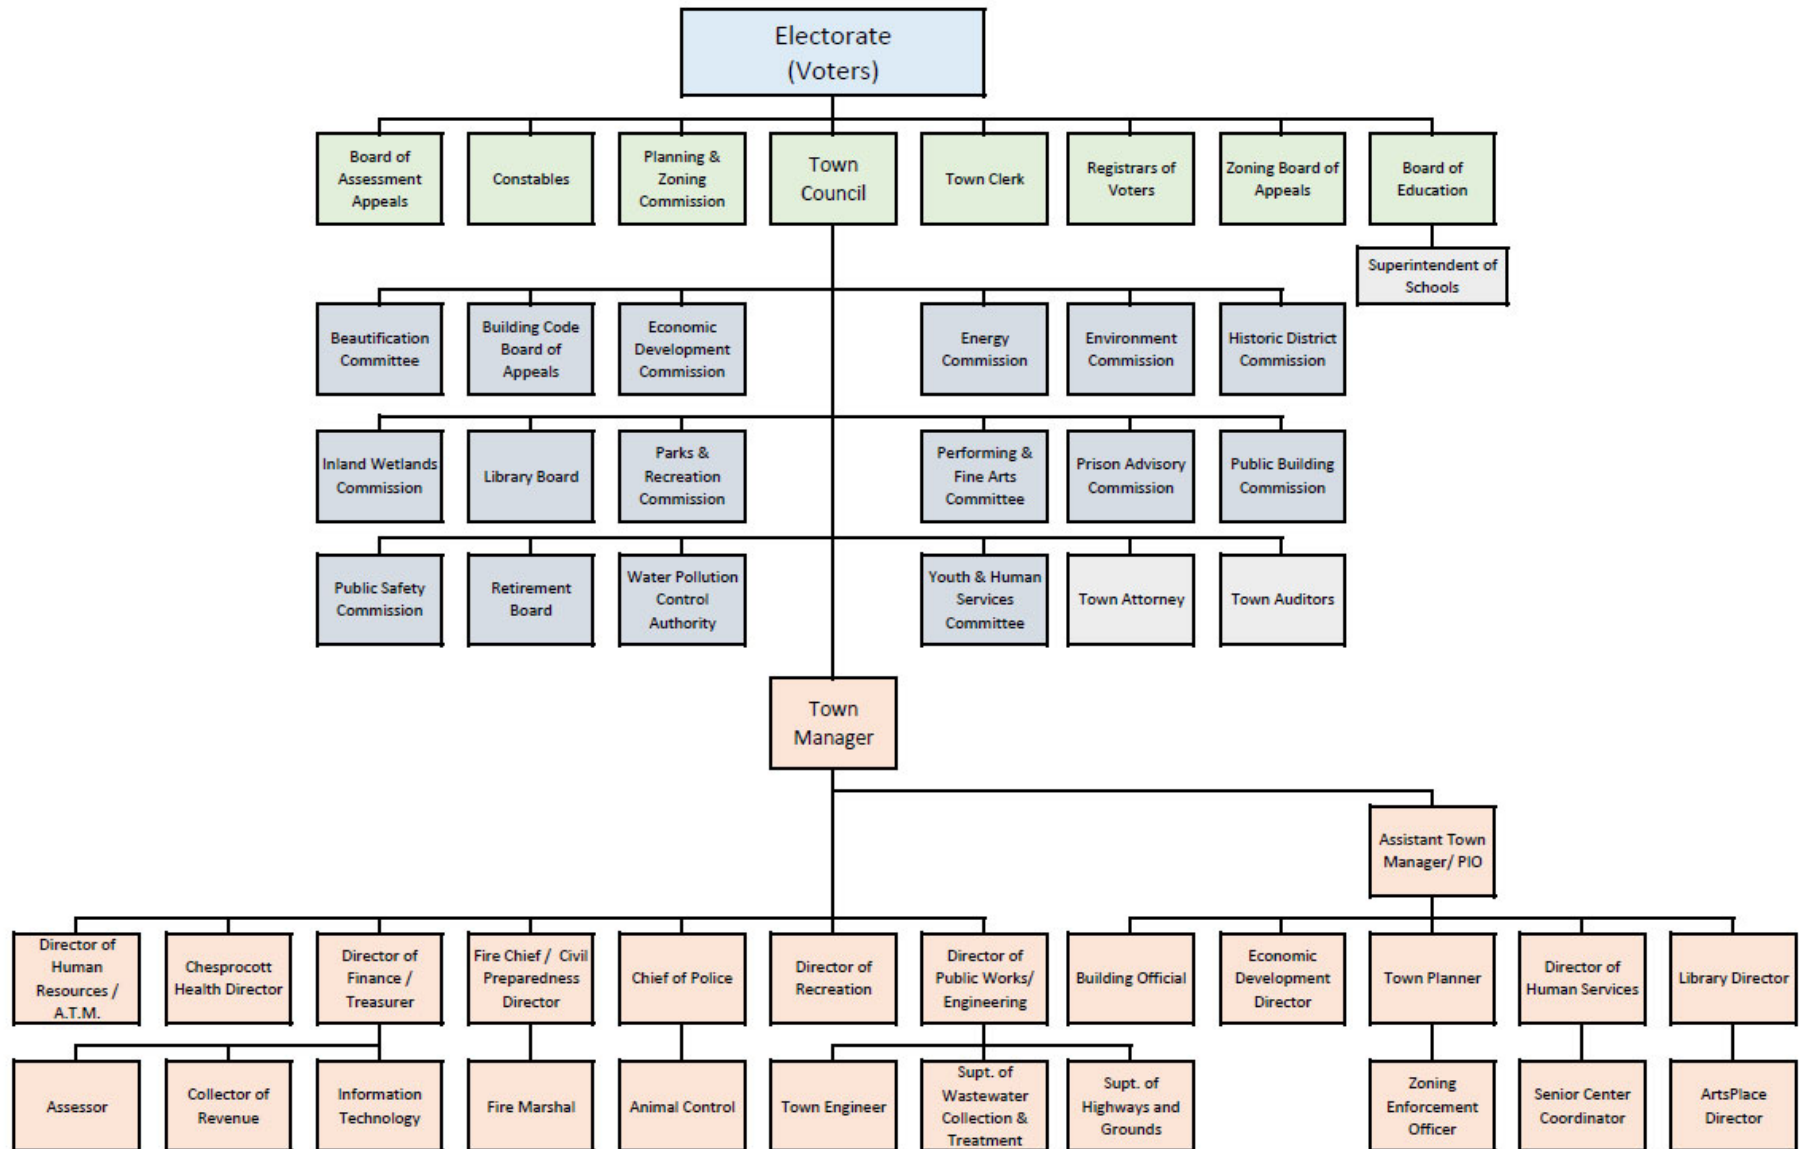 Electorate
(Voters)
Board of
Assessment
Appeals
Constables
Planning &
Zoning
Commission
Town
Council
Town Clerk
Registrars of
Voters
Zoning Board of
Appeals
Board of
Education
Superintendent of
Schools
Beautification
Committee
Building Code
Board of
Appeals
Economic
Development
Commission
Energy
Commission
Environment
Commission
Historic District
Commission
Inland Wetlands
Commission
Library Board
Parks &
Recreation
Commission
Performing &
Fine Arts
Committee
Prison Advisory
Commission
Public Building
Commission
Public Safety
Commission
Retirement
Board
Water Pollution
Control
Authority
Youth & Human
Services
Committee
Town Attorney
Town Auditors
Town
Manager
Assistant Town
Manager/ PIO
Director of
Human
Resources /
A.T.M.
Chesprocott
Health Director
Director of
Finance /
Treasurer
Fire Chief / Civil
Preparedness
Director
Chief of Police
Director of
Recreation
Director of
Public Works/
Engineering
Building Official
Economic
Development
Director
Town Planner
Director of
Human Services
Library Director
Assessor
Collector of
Revenue
Information
Technology
Fire Marshal
Animal Control
Town Engineer
Supt. of
Wastewater
Collection &
Treatment
Supt. of
Highways and
Grounds
Zoning
Enforcement
Officer
Senior Center
Coordinator
ArtsPlace
Director